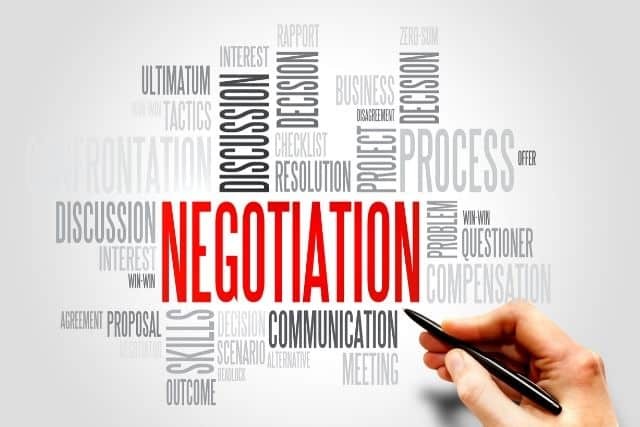 RAPPORT
ZERO-SUM
INTEREST
DECISION
DECISION
ULTIMATUM
DISCUSSION
BUSINESS
WIN-WIN
TACTICS
DISAGREEMENT
CONFRONTATION
CHECKLIST
PROJECT
PROCESS
OFFER
RESOLUTION
DISCUSSION
NEGOTIATION
PROBLEM
WIN-WIN
QUESTIONER
INTEREST
WIN-WIN
COMPENSATION
AGREEMENT
PROPOSAL
SKILLS
DECISION
COMMUNICATION
NEGOTIATOR
SCENARIO
ALTERNATIVE
DEADLOCK
MEETING
OUTCOME